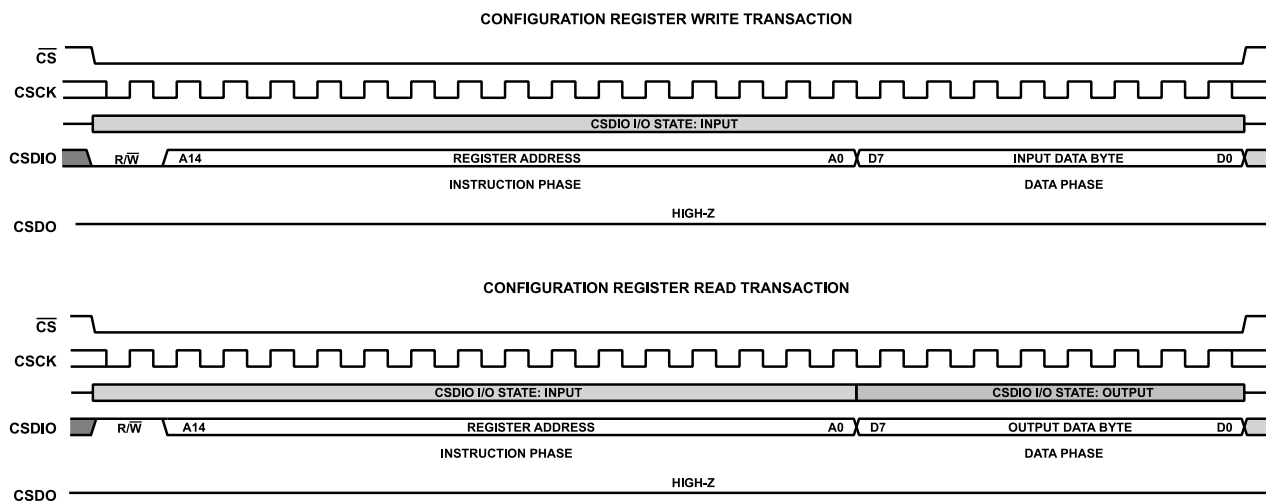 CONFIGURATION REGISTER WRITE TRANSACTION
CS
CSCK
CSDIO I/O STATE: INPUT
CSDIO R/W A14 REGISTER ADDRESS A0 D7 INPUT DATA BYTE D0
INSTRUCTION PHASE DATA PHASE
HIGH-Z
CSDO
CONFIGURATION REGISTER READ TRANSACTION
CS
CSCK
CSDIO I/O STATE: INPUT CSDIO I/O STATE: OUTPUT
CSDIO R/W A14 REGISTER ADDRESS A0 D7 OUTPUT DATA BYTE D0
INSTRUCTION PHASE DATA PHASE
HIGH-Z
CSDO